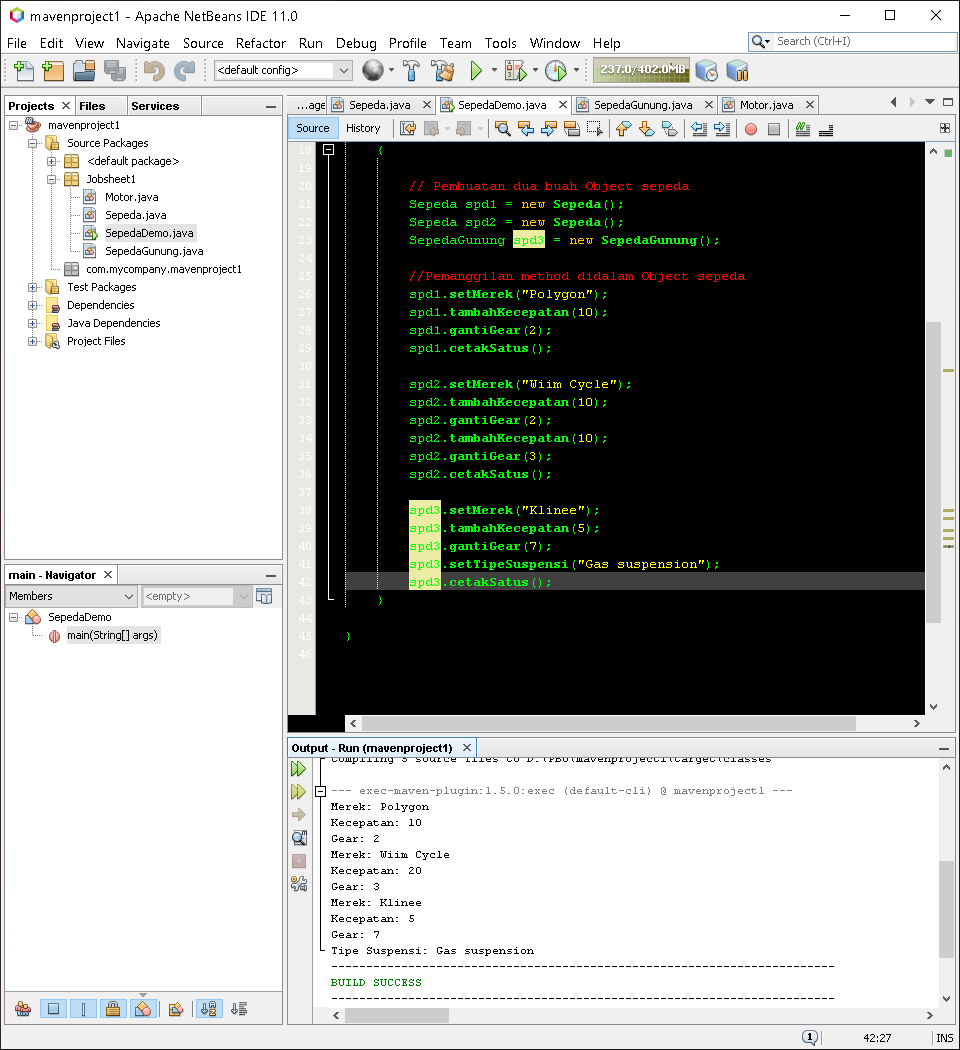 mavenproject1 - Apache NetBeans IDE 11.0
File Edit View Navigate Source Refactor Run Debug Profile Team Tools Window Help
Search (Ctrl+I)
<default config>
237.0/402.0MB
Projects Files Services
mavenproject1
Source Packages
<default package>
Jobsheet1
Motor.java
Sepeda.java
SepedaDemo.java
SepedaGunung.java
com.mycompany.mavenproject1
Test Packages
Dependencies
Java Dependencies
Project Files
main - Navigator
Members
<empty>
SepedaDemo
main(String[] args)
...age Sepeda.java SepedaDemo.java SepedaGunung.java Motor.java
Source History
18 {
19
20 // Pembuatan dua buah Object sepeda
21 Sepeda spd1 = new Sepeda();
22 Sepeda spd2 = new Sepeda();
23 SepedaGunung spd3 = new SepedaGunung();
24
25 //Pemanggilan method didalam Object sepeda
26 spd1.setMerek("Polygon");
27 spd1.tambahKecepatan(10);
28 spd1.gantiGear(2);
29 spd1.cetakSatus();
30
31 spd2.setMerek("Wiim Cycle");
32 spd2.tambahKecepatan(10);
33 spd2.gantiGear(2);
34 spd2.tambahKecepatan(10);
35 spd2.gantiGear(3);
36 spd2.cetakSatus();
37
38 spd3.setMerek("Klinee");
39 spd3.tambahKecepatan(5);
40 spd3.gantiGear(7);
41 spd3.setTipeSuspensi("Gas suspension");
42 spd3.cetakSatus();
43 }
44
45 }
46
Output - Run (mavenproject1)
Compiling 5 source files to D:\PBO\mavenproject1\target\classes
--- exec-maven-plugin:1.5.0:exec (default-cli) @ mavenproject1 ---
Merek: Polygon
Kecepatan: 10
Gear: 2
Merek: Wiim Cycle
Kecepatan: 20
Gear: 3
Merek: Klinee
Kecepatan: 5
Gear: 7
Tipe Suspensi: Gas suspension
------------------------------------------------------------------------
BUILD SUCCESS
------------------------------------------------------------------------
1 42:27 INS